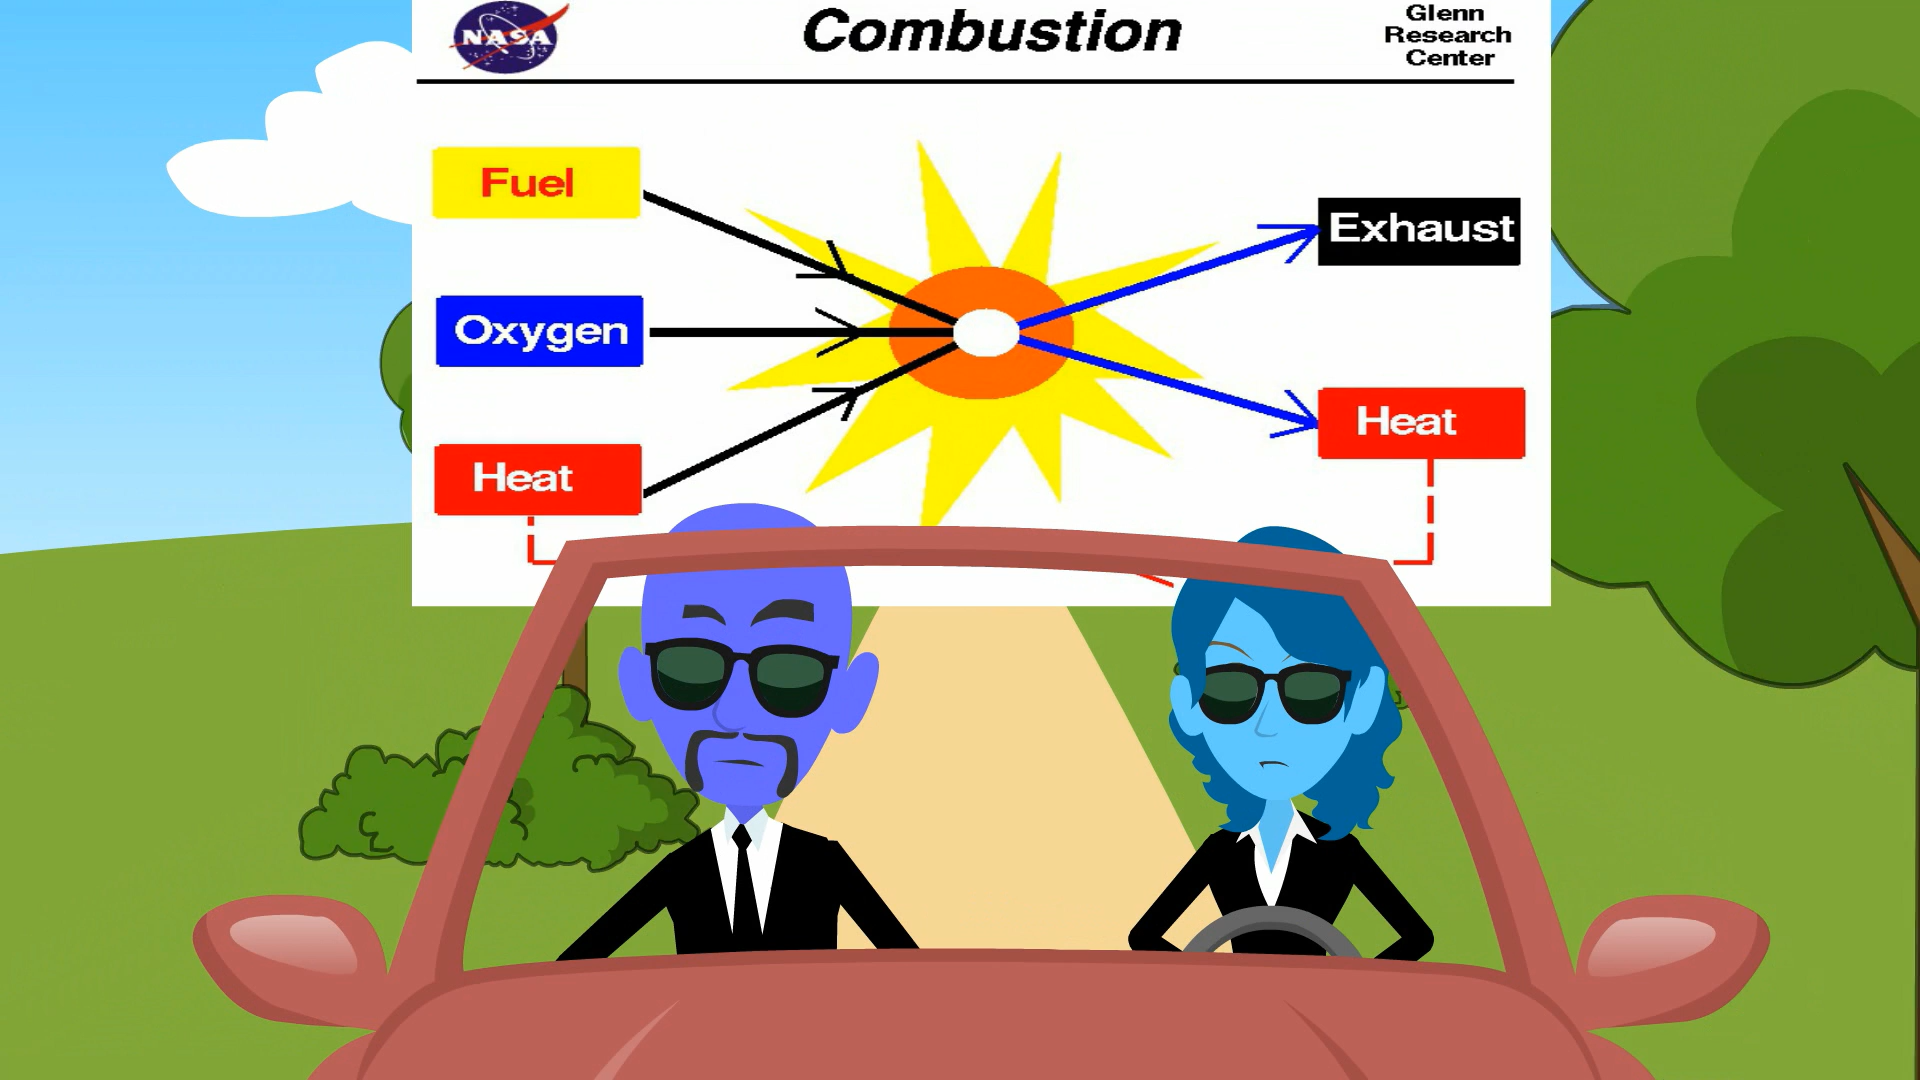 NASA
Combustion
Glenn
Research
Center
Fuel
Oxygen
Heat
Exhaust
Heat